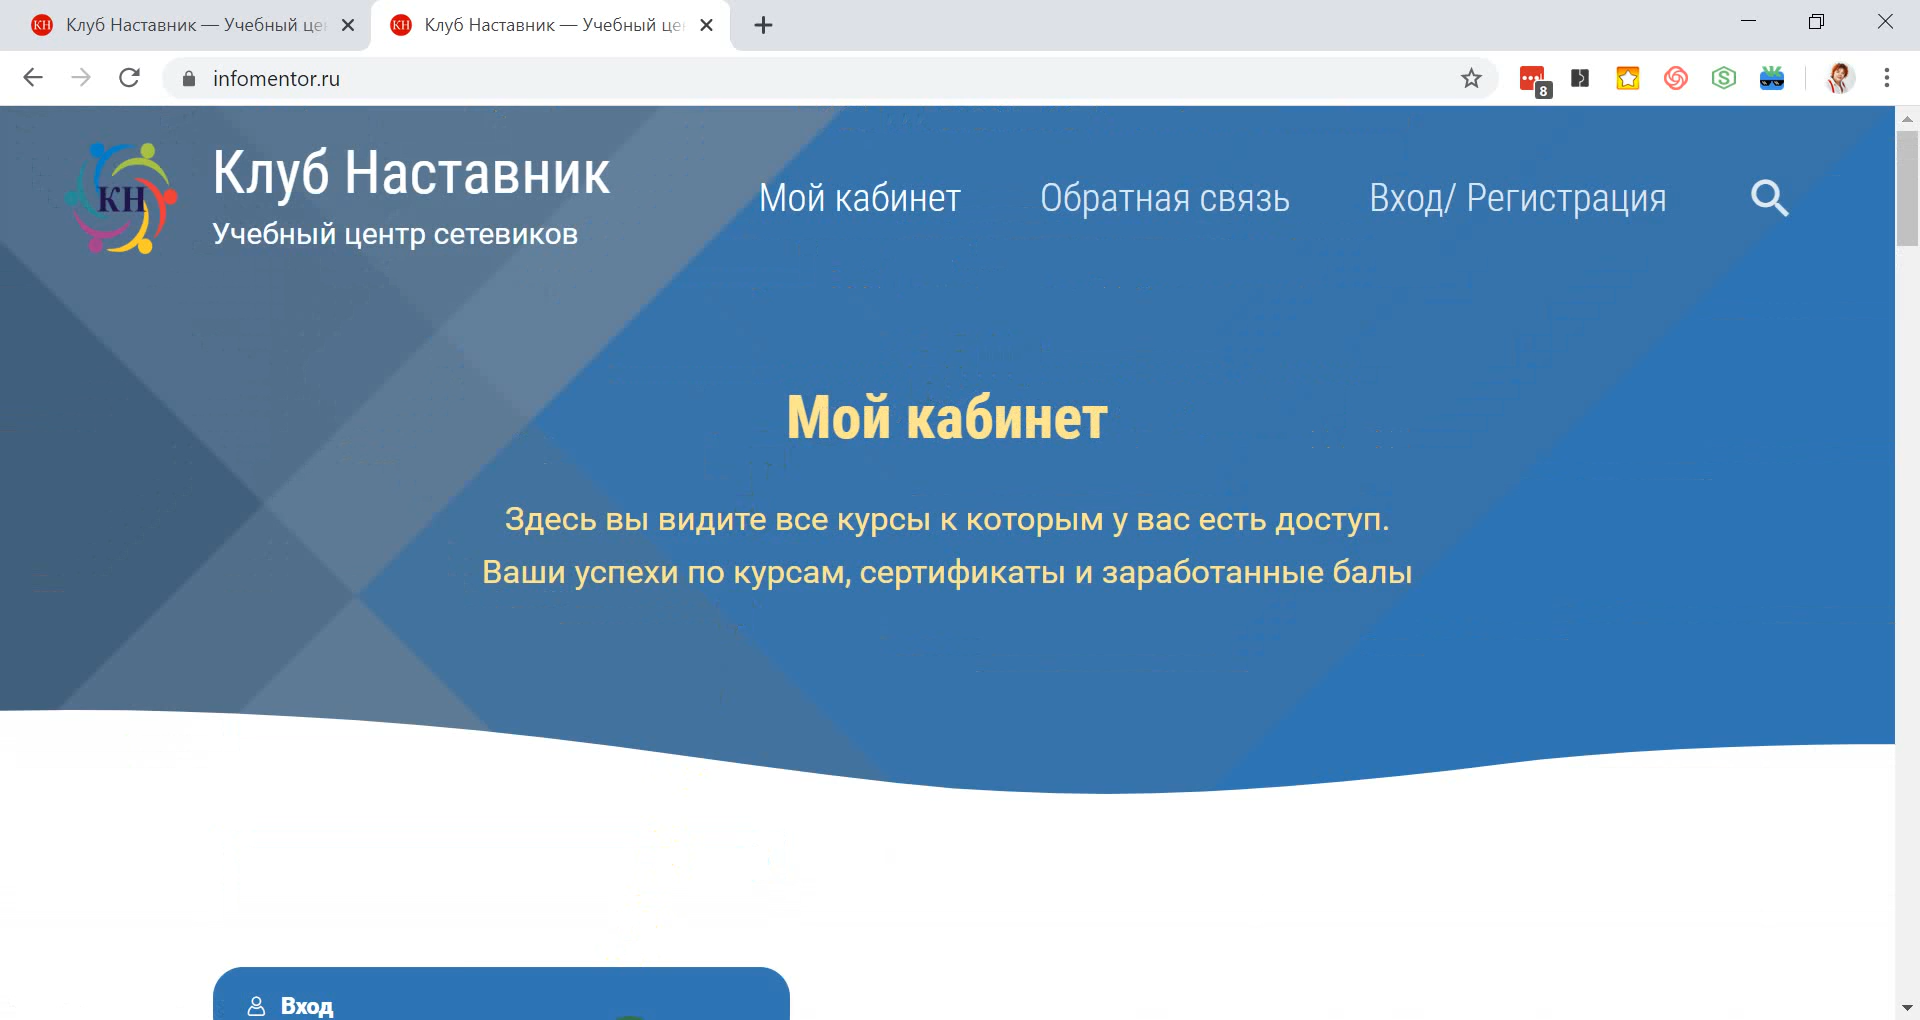 Клуб Наставник — Учебный це
Клуб Наставник — Учебный це
infomentor.ru
8
КН
Клуб Наставник
Учебный центр сетевиков
Мой кабинет
Обратная связь
Вход/ Регистрация
Мой кабинет
Здесь вы видите все курсы к которым у вас есть доступ.
Ваши успехи по курсам, сертификаты и заработанные балы
Вход